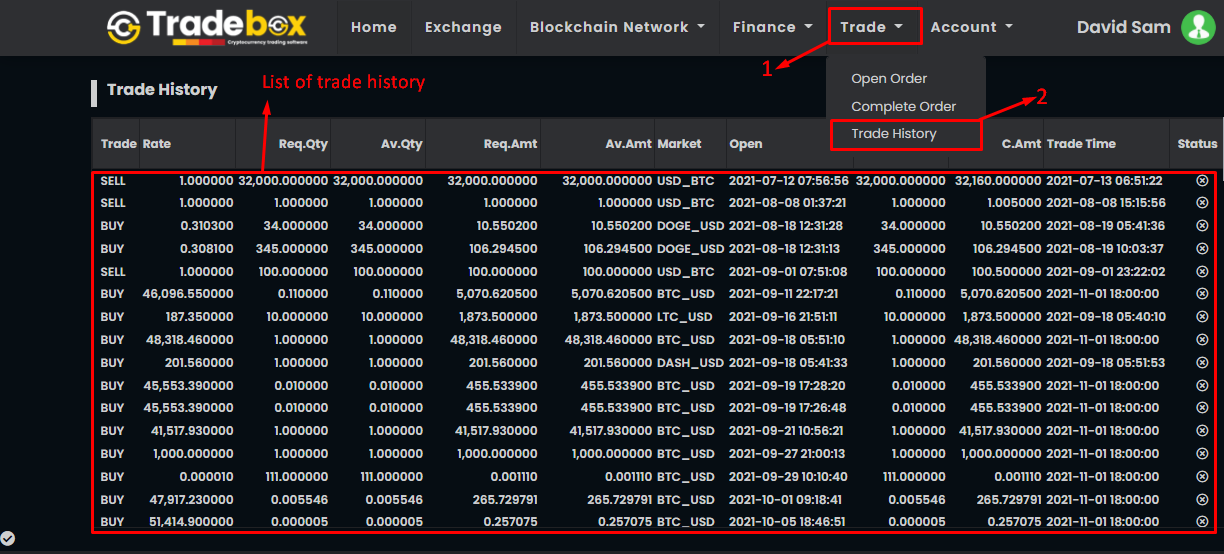 Tradebox
Cryptocurrency trading software
Home Exchange Blockchain Network Finance Trade Account David Sam
1
Open Order
Complete Order
Trade History
2
Trade History
List of trade history
Trade Rate Req.Qty Av.Qty Req.Amt Av.Amt Market Open C.Amt Trade Time Status
SELL 1.000000 32,000.000000 32,000.000000 32,000.000000 32,000.000000 USD_BTC 2021-07-12 07:56:56 32,000.000000 32,160.000000 2021-07-13 06:51:22
SELL 1.000000 1.000000 1.000000 1.000000 1.000000 USD_BTC 2021-08-08 01:37:21 1.000000 1.005000 2021-08-08 15:15:56
BUY 0.310300 34.000000 34.000000 10.550200 10.550200 DOGE_USD 2021-08-18 12:31:28 34.000000 10.550200 2021-08-19 05:41:36
BUY 0.308100 345.000000 345.000000 106.294500 106.294500 DOGE_USD 2021-08-18 12:31:13 345.000000 106.294500 2021-08-19 10:03:37
SELL 1.000000 100.000000 100.000000 100.000000 100.000000 USD_BTC 2021-09-01 07:51:08 100.000000 100.500000 2021-09-01 23:22:02
BUY 46,096.550000 0.110000 0.110000 5,070.620500 5,070.620500 BTC_USD 2021-09-11 22:17:21 0.110000 5,070.620500 2021-11-01 18:00:00
BUY 187.350000 10.000000 10.000000 1,873.500000 1,873.500000 LTC_USD 2021-09-16 21:51:11 10.000000 1,873.500000 2021-09-18 05:40:10
BUY 48,318.460000 1.000000 1.000000 48,318.460000 48,318.460000 BTC_USD 2021-09-18 05:51:10 1.000000 48,318.460000 2021-11-01 18:00:00
BUY 201.560000 1.000000 1.000000 201.560000 201.560000 DASH_USD 2021-09-18 05:41:33 1.000000 201.560000 2021-09-18 05:51:53
BUY 45,553.390000 0.010000 0.010000 455.533900 455.533900 BTC_USD 2021-09-19 17:28:20 0.010000 455.533900 2021-11-01 18:00:00
BUY 45,553.390000 0.010000 0.010000 455.533900 455.533900 BTC_USD 2021-09-19 17:26:48 0.010000 455.533900 2021-11-01 18:00:00
BUY 41,517.930000 1.000000 1.000000 41,517.930000 41,517.930000 BTC_USD 2021-09-21 10:56:21 1.000000 41,517.930000 2021-11-01 18:00:00
BUY 1,000.000000 1.000000 1.000000 1,000.000000 1,000.000000 BTC_USD 2021-09-27 21:00:13 1.000000 1,000.000000 2021-11-01 18:00:00
BUY 0.000010 111.000000 111.000000 0.001110 0.001110 BTC_USD 2021-09-29 10:10:40 111.000000 0.001110 2021-11-01 18:00:00
BUY 47,917.230000 0.005546 0.005546 265.729791 265.729791 BTC_USD 2021-10-01 09:18:41 0.005546 265.729791 2021-11-01 18:00:00
BUY 51,414.900000 0.000005 0.000005 0.257075 0.257075 BTC_USD 2021-10-05 18:46:51 0.000005 0.257075 2021-11-01 18:00:00